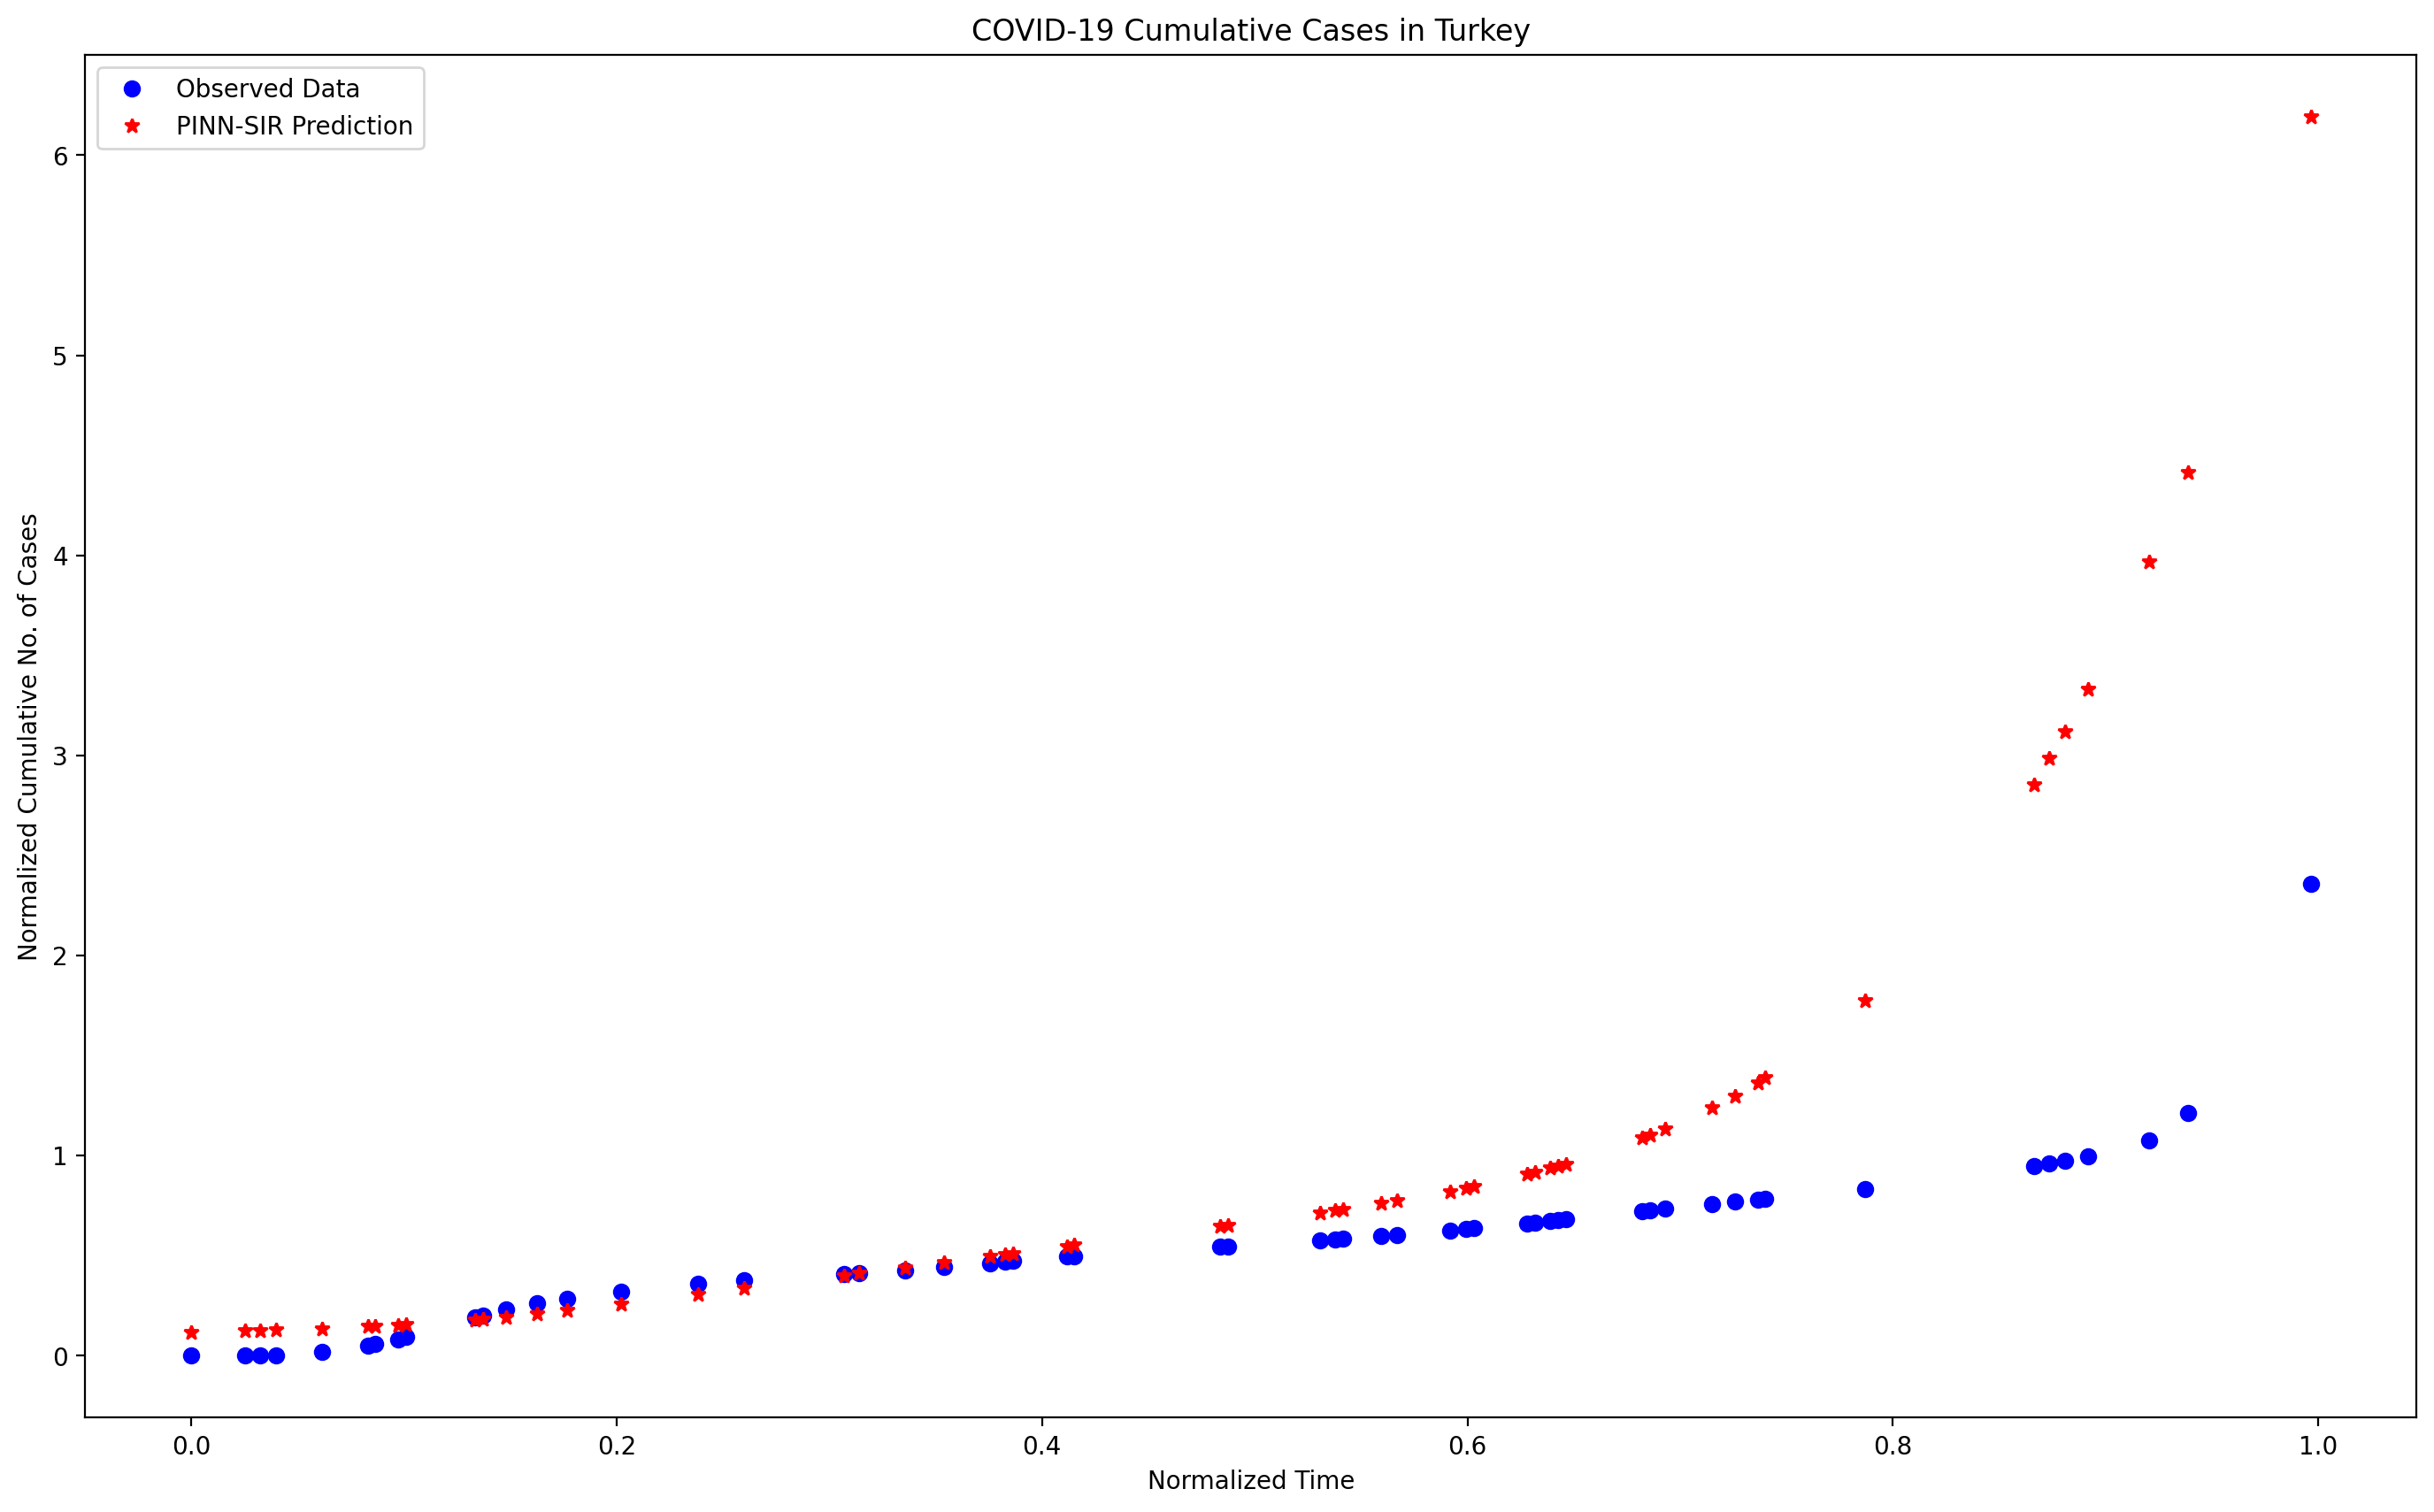 COVID-19 Cumulative Cases in Turkey
Observed Data
PINN-SIR Prediction
Normalized Cumulative No. of Cases
6
5
4
3
2
1
0
0.0 0.2 0.4 0.6 0.8 1.0
Normalized Time